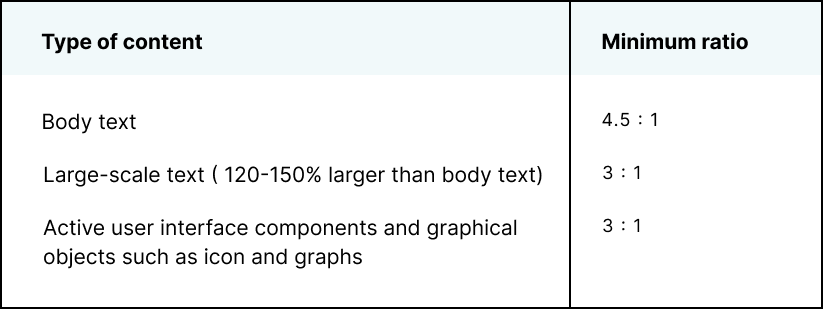 Type of content Minimum ratio
Body text 4.5 : 1
Large-scale text ( 120-150% larger than body text) 3 : 1
Active user interface components and graphical 3 : 1
objects such as icon and graphs